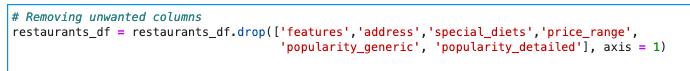 # Removing unwanted columns
restaurants_df = restaurants_df.drop(['features','address','special_diets','price_range',
'popularity_generic', 'popularity_detailed'], axis = 1)